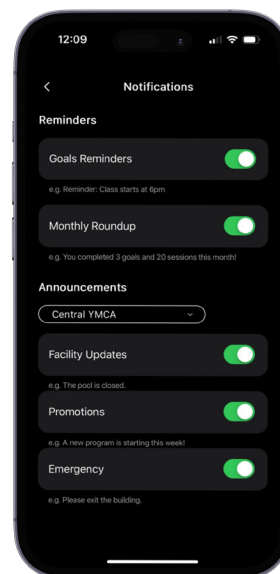 12:09
Notifications
Reminders
Goals Reminders
e.g. Reminder: Class starts at 6pm
Monthly Roundup
e.g. You completed 3 goals and 20 sessions this month!
Announcements
Central YMCA
Facility Updates
e.g. The pool is closed.
Promotions
e.g. A new program is starting this week!
Emergency
e.g. Please exit the building.